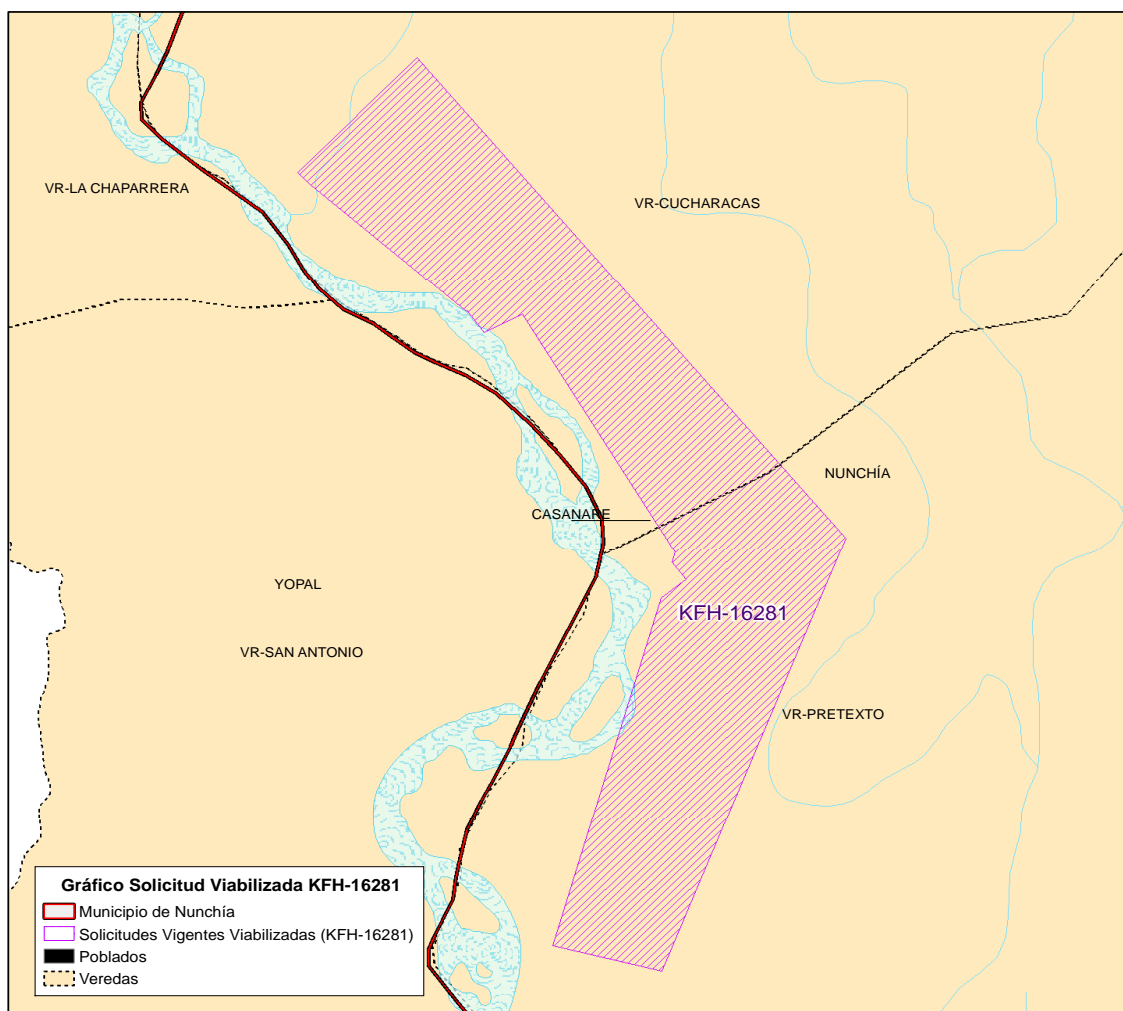 VR-LA CHAPARRERA
VR-CUCHARACAS
NUNCHÍA
CASANARE
YOPAL
KFH-16281
VR-SAN ANTONIO
VR-PRETEXTO
Gráfico Solicitud Viabilizada KFH-16281
Municipio de Nunchía
Solicitudes Vigentes Viabilizadas (KFH-16281)
Poblados
Veredas